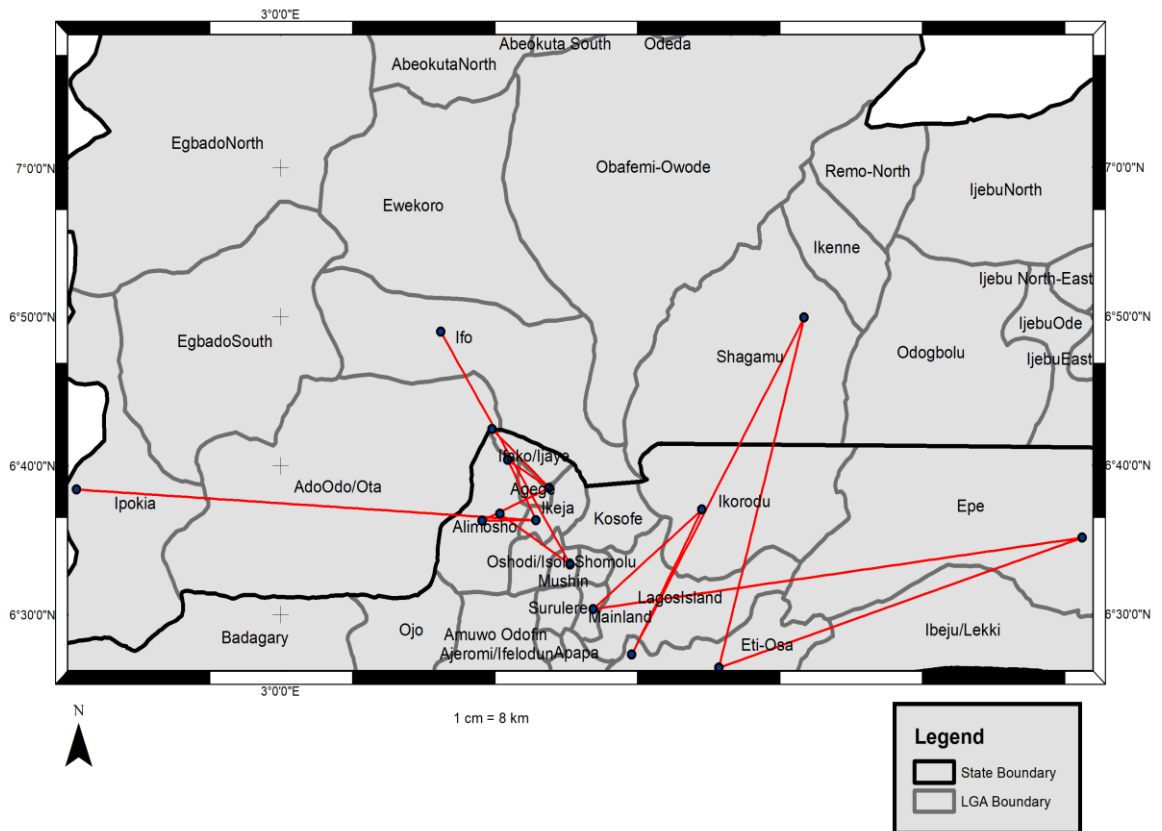 3°0'0"E
Abeokuta South
Odeda
AbeokutaNorth
EgbadoNorth
Obafemi-Owode
Remo-North
IjebuNorth
7°0'0"N
7°0'0"N
Ewekoro
Ikenne
Ijebu North-East
6°50'0"N
6°50'0"N
EgbadoSouth
Ifo
Shagamu
Odogbolu
IjebuOde
IjebuEast
6°40'0"N
6°40'0"N
Ifako/Ijaye
AdoOdo/Ota
Agege
Ipokia
Ikeja
Ikorodu
Epe
Alimosho
Kosofe
Oshodi/Isolo
Shomolu
Mushin
LagosIsland
Surulere
Mainland
6°30'0"N
6°30'0"N
Badagary
Ojo
Amuwo Odofin
Ibeju/Lekki
Eti-Osa
Ajeromi/Ifelodun
Apapa
3°0'0"E
N
1 cm = 8 km
Legend
State Boundary
LGA Boundary